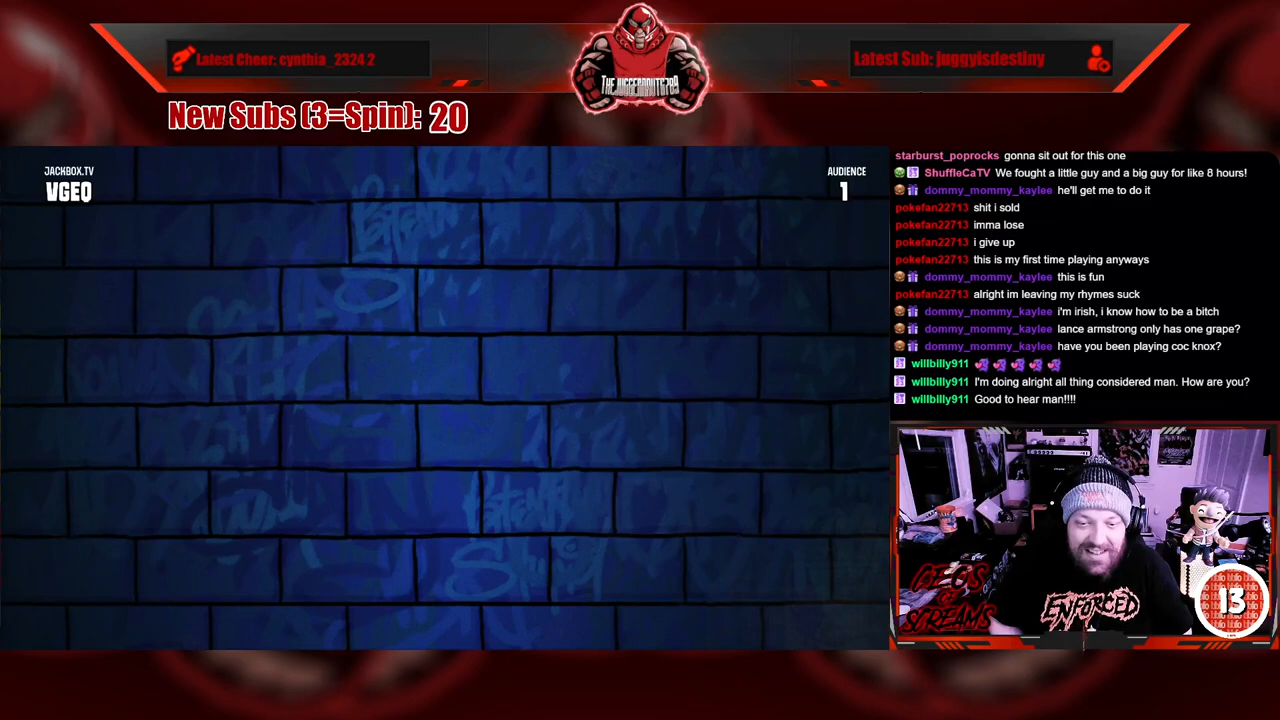 Latest Cheer: cynthia_2324 2
THEJUGGERNAUT6789
Latest Sub: juggyisdestiny
New Subs (3=Spin): 20
JACKBOX.TV
VGEQ
AUDIENCE
1
starburst_poprocks gonna sit out for this one
ShuffleCaTV We fought a little guy and a big guy for like 8 hours!
dommy_mommy_kaylee he'll get me to do it
pokefan22713 shit i sold
pokefan22713 imma lose
pokefan22713 i give up
pokefan22713 this is my first time playing anyways
dommy_mommy_kaylee this is fun
pokefan22713 alright im leaving my rhymes suck
dommy_mommy_kaylee i'm irish, i know how to be a bitch
dommy_mommy_kaylee lance armstrong only has one grape?
dommy_mommy_kaylee have you been playing coc knox?
willbilly911
willbilly911 I'm doing alright all thing considered man. How are you?
willbilly911 Good to hear man!!!!
GEGS
OF
SCREAMS
ENFORCED
13